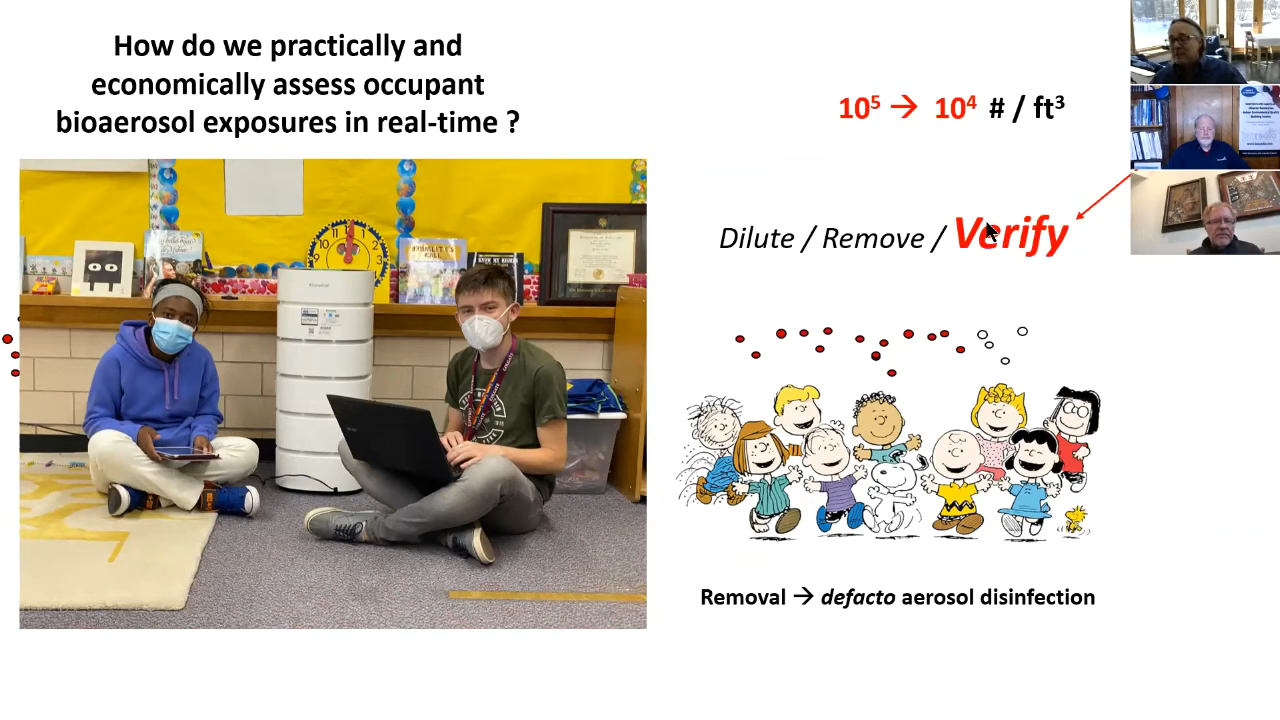 How do we practically and
economically assess occupant
bioaerosol exposures in real-time ?
10⁵ → 10⁴ # / ft³
Dilute / Remove / Verify
Removal → defacto aerosol disinfection